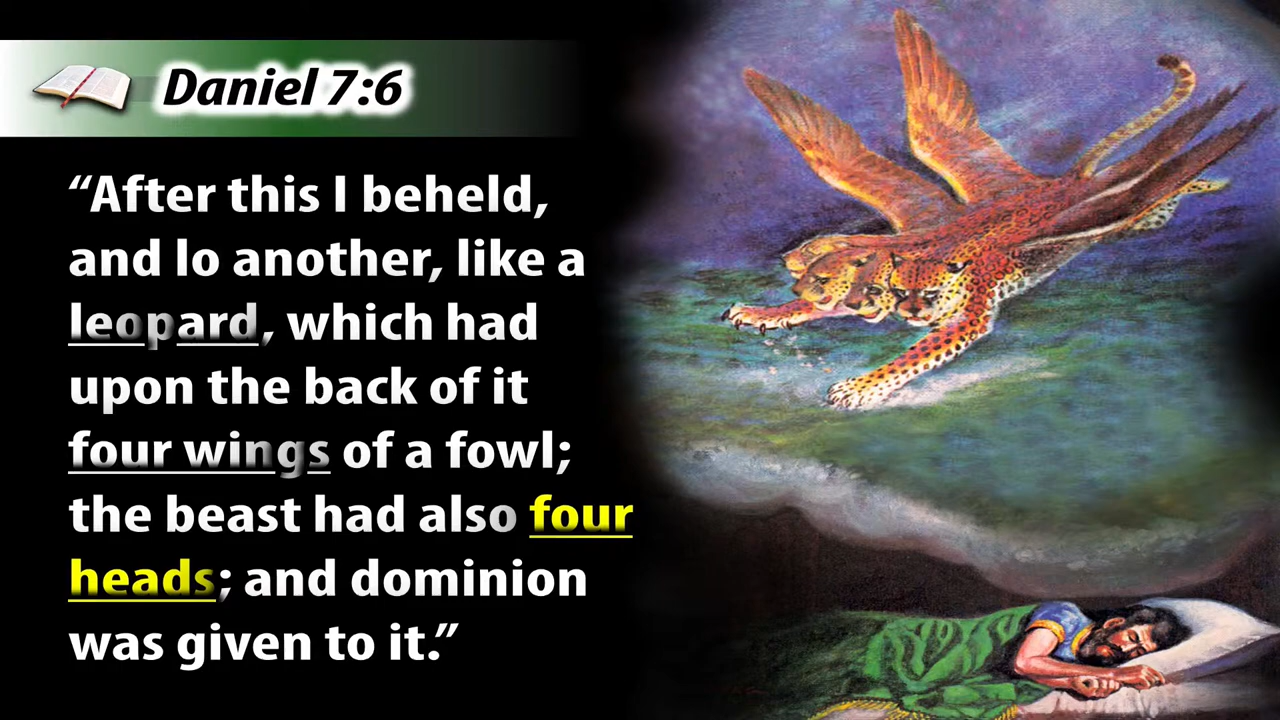 Daniel 7:6
“After this I beheld,
and lo another, like a
leopard, which had
upon the back of it
four wings of a fowl;
the beast had also four
heads; and dominion
was given to it.”